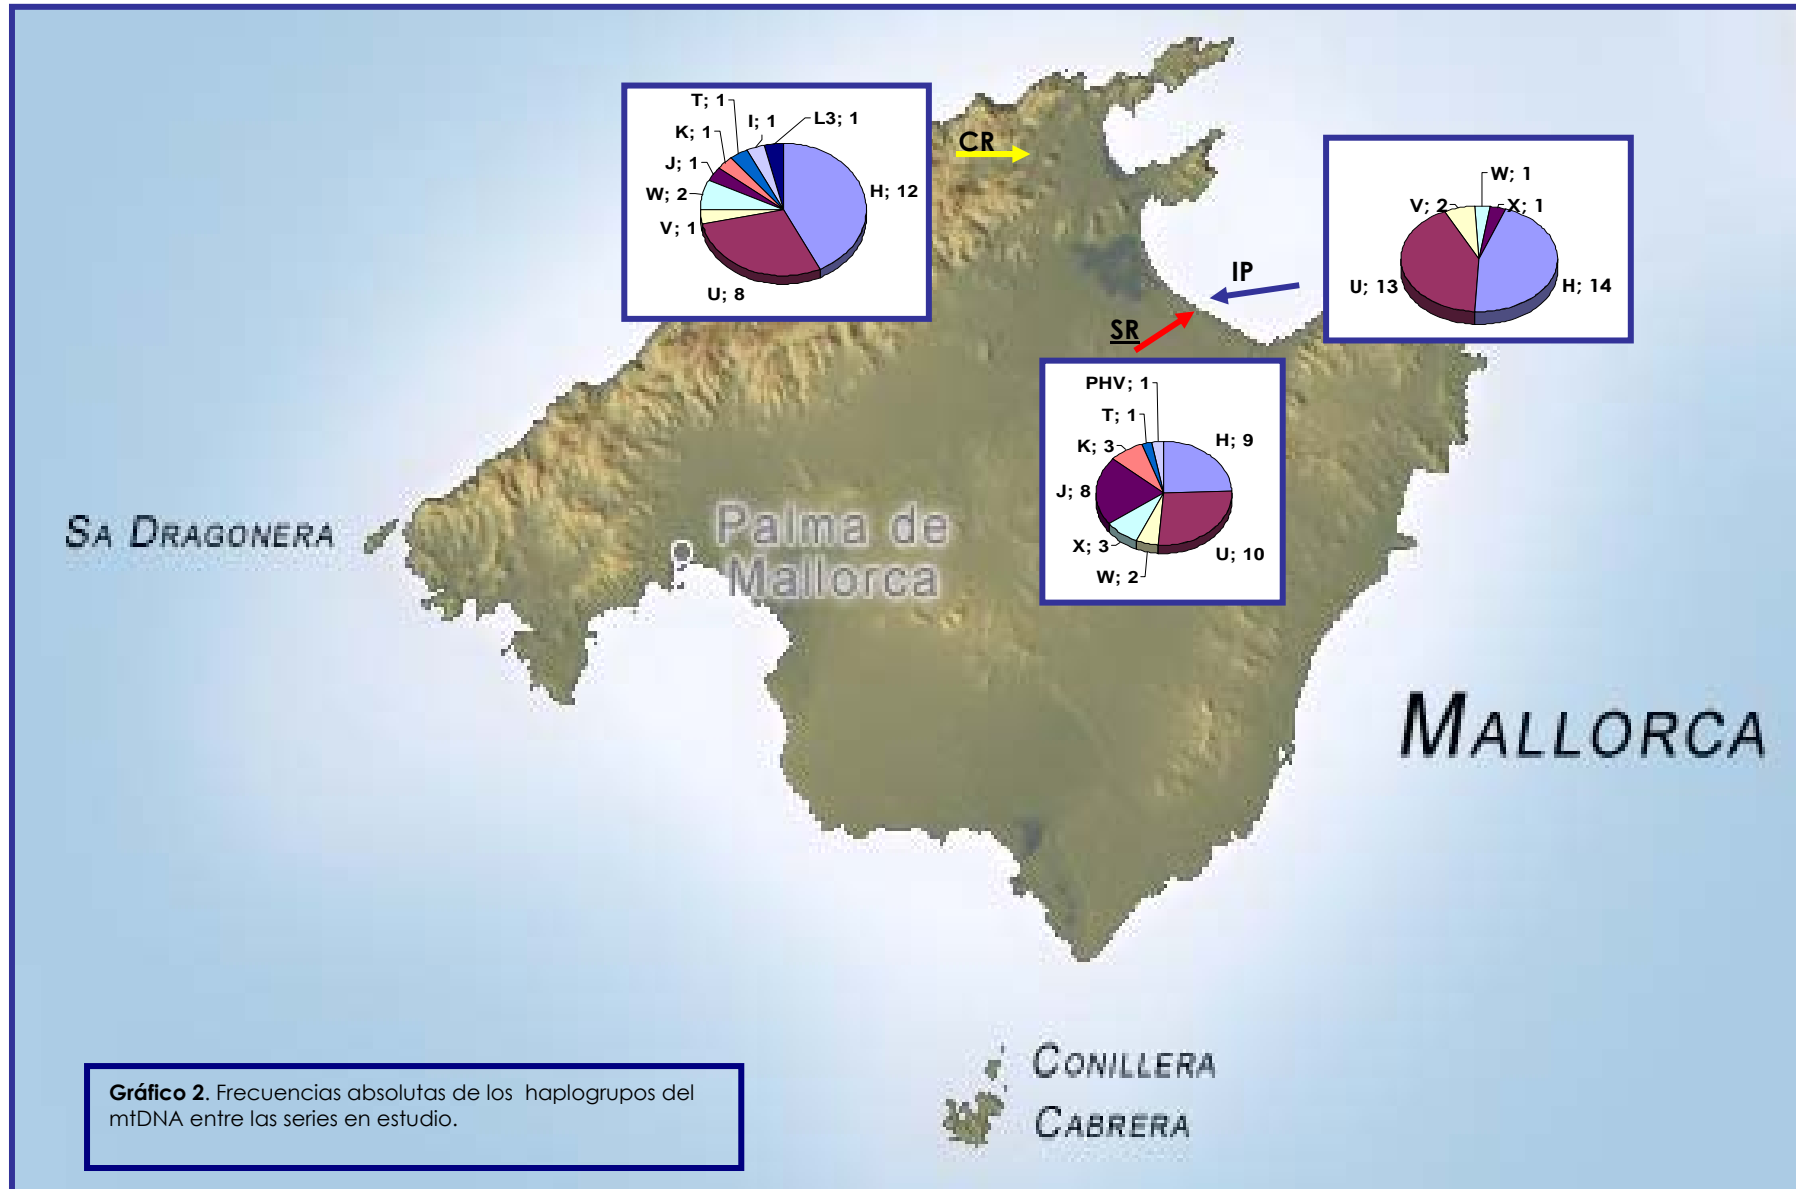 T; 1
I; 1
L3; 1
K; 1
J; 1
W; 2
V; 1
H; 12
U; 8
CR
W; 1
V; 2
X; 1
U; 13
H; 14
IP
SR
PHV; 1
T; 1
K; 3
H; 9
J; 8
X; 3
U; 10
W; 2
SA DRAGONERA
Palma de
Mallorca
MALLORCA
CONILLERA
CABRERA
Gráfico 2. Frecuencias absolutas de los haplogrupos del
mtDNA entre las series en estudio.